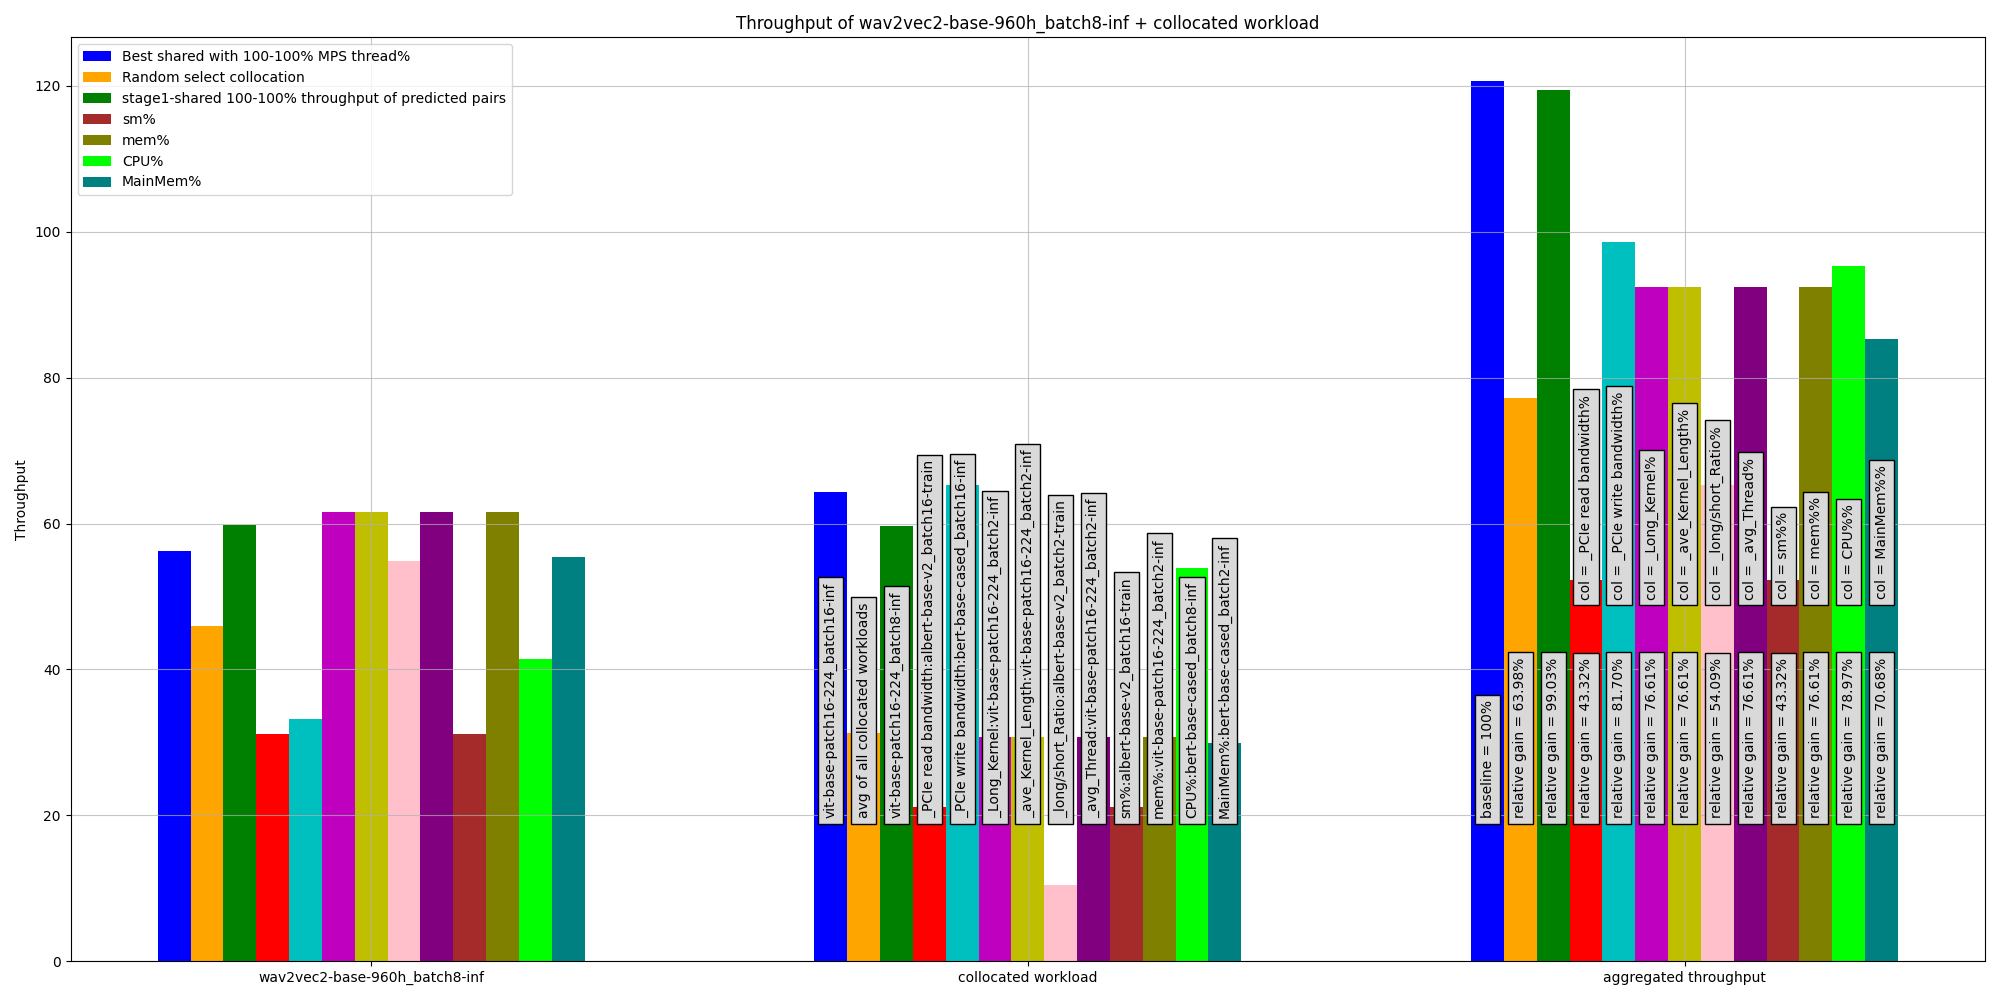 Throughput of wav2vec2-base-960h_batch8-inf + collocated workload
Best shared with 100-100% MPS thread%
Random select collocation
stage1-shared 100-100% throughput of predicted pairs
sm%
mem%
CPU%
MainMem%
Throughput
120
100
80
60
40
20
0
vit-base-patch16-224_batch16-inf
avg of all collocated workloads
vit-base-patch16-224_batch8-inf
_PCIe read bandwidth:albert-base-v2_batch16-train
_PCIe write bandwidth:bert-base-cased_batch16-inf
_Long_Kernel:vit-base-patch16-224_batch2-inf
_ave_Kernel_Length:vit-base-patch16-224_batch2-inf
_long/short_Ratio:albert-base-v2_batch2-train
_avg_Thread:vit-base-patch16-224_batch2-inf
sm%:albert-base-v2_batch16-train
mem%:vit-base-patch16-224_batch2-inf
CPU%:bert-base-cased_batch8-inf
MainMem%:bert-base-cased_batch2-inf
col = _PCIe read bandwidth%
col = _PCIe write bandwidth%
col = _Long_Kernel%
col = _ave_Kernel_Length%
col = _long/short_Ratio%
col = _avg_Thread%
col = sm%%
col = mem%%
col = CPU%%
col = MainMem%%
baseline = 100%
relative gain = 63.98%
relative gain = 99.03%
relative gain = 43.32%
relative gain = 81.70%
relative gain = 76.61%
relative gain = 76.61%
relative gain = 54.09%
relative gain = 76.61%
relative gain = 43.32%
relative gain = 76.61%
relative gain = 78.97%
relative gain = 70.68%
wav2vec2-base-960h_batch8-inf
collocated workload
aggregated throughput